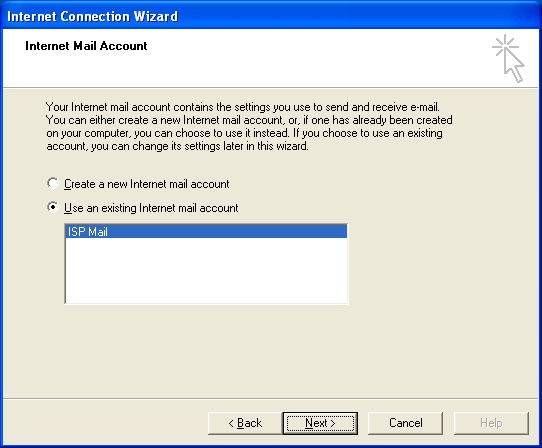 Internet Connection Wizard
Internet Mail Account
Your Internet mail account contains the settings you use to send and receive e-mail.
You can either create a new Internet mail account, or, if one has already been created
on your computer, you can choose to use it instead. If you choose to use an existing
account, you can change its settings later in this wizard.
Create a new Internet mail account
Use an existing Internet mail account
ISP Mail
< Back Next > Cancel Help